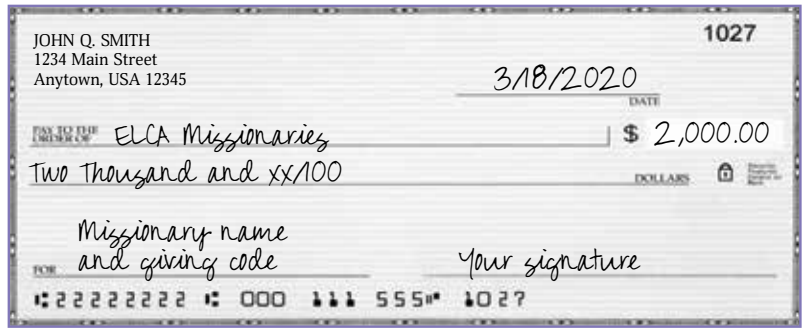 1027
JOHN Q. SMITH
1234 Main Street
Anytown, USA 12345
3/18/2020
DATE
PAY TO THE
ORDER OF ELCA Missionaries $ 2,000.00
Two Thousand and xx/100 DOLLARS
Missionary name
FOR and giving code Your signature
⑆22222222⑆ 000 111 555⑈ 1027